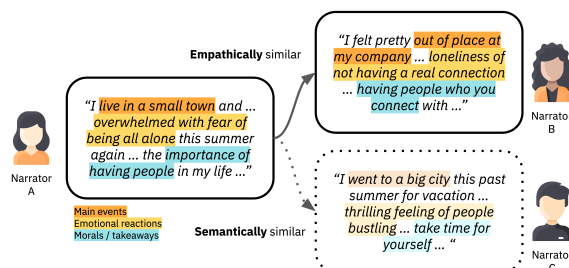 “I felt pretty out of place at
my company ... loneliness of
not having a real connection
... having people who you
connect with ...”
Narrato
B
Empathically similar
“I live in a small town and ...
overwhelmed with fear of
being all alone this summer
again ... the importance of
having people in my life ...”
Narrator
A
Main events
Emotional reactions
Morals / takeaways
Semantically similar
“I went to a big city this past
summer for vacation ...
thrilling feeling of people
bustling ... take time for
yourself ... “
Narrato